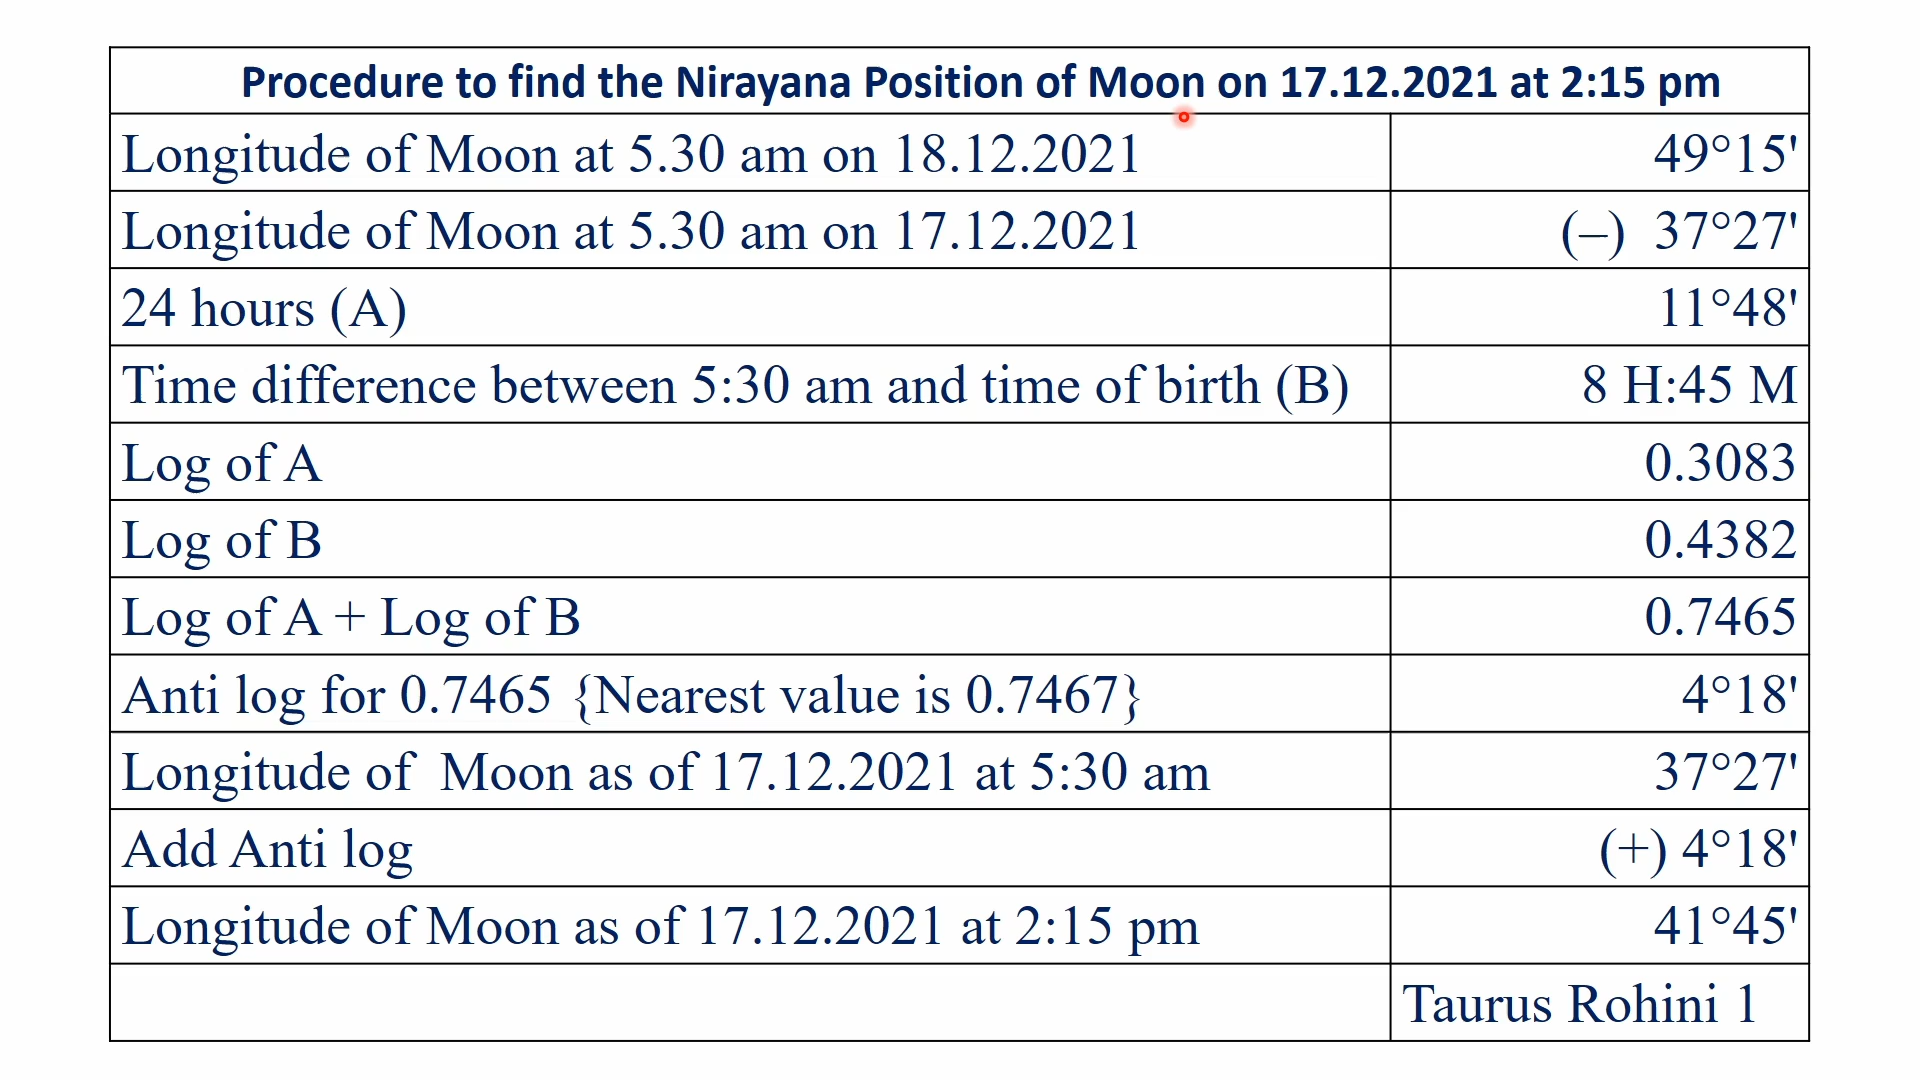 Procedure to find the Nirayana Position of Moon on 17.12.2021 at 2:15 pm
Longitude of Moon at 5.30 am on 18.12.2021 49°15'
Longitude of Moon at 5.30 am on 17.12.2021 (–) 37°27'
24 hours (A) 11°48'
Time difference between 5:30 am and time of birth (B) 8 H:45 M
Log of A 0.3083
Log of B 0.4382
Log of A + Log of B 0.7465
Anti log for 0.7465 {Nearest value is 0.7467} 4°18'
Longitude of Moon as of 17.12.2021 at 5:30 am 37°27'
Add Anti log (+) 4°18'
Longitude of Moon as of 17.12.2021 at 2:15 pm 41°45'
Taurus Rohini 1